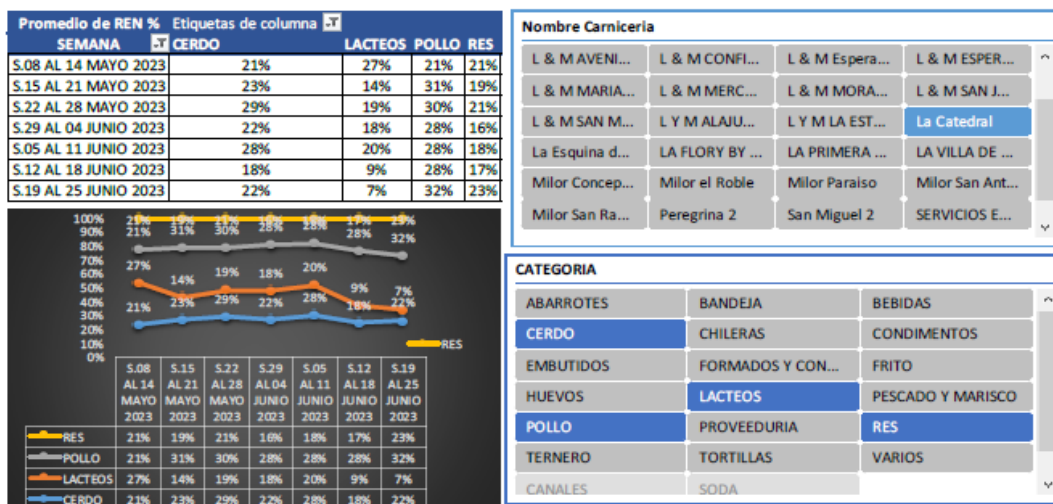 Promedio de REN % Etiquetas de columna
SEMANA CERDO LACTEOS POLLO RES
S.08 AL 14 MAYO 2023 21% 27% 21% 21%
S.15 AL 21 MAYO 2023 23% 14% 31% 19%
S.22 AL 28 MAYO 2023 29% 19% 30% 21%
S.29 AL 04 JUNIO 2023 22% 18% 28% 16%
S.05 AL 11 JUNIO 2023 28% 20% 28% 18%
S.12 AL 18 JUNIO 2023 18% 9% 28% 17%
S.19 AL 25 JUNIO 2023 22% 7% 32% 23%
100%
90%
80%
70%
60%
50%
40%
30%
20%
10%
0%
21% 19% 21% 16% 18% 17% 23%
21% 31% 30% 28% 28% 28% 32%
27% 14% 19% 18% 20% 9% 7%
21% 23% 29% 22% 28% 18% 22%
RES
S.08 S.15 S.22 S.29 S.05 S.12 S.19
AL 14 AL 21 AL 28 AL 04 AL 11 AL 18 AL 25
MAYO MAYO MAYO JUNIO JUNIO JUNIO JUNIO
2023 2023 2023 2023 2023 2023 2023
RES 21% 19% 21% 16% 18% 17% 23%
POLLO 21% 31% 30% 28% 28% 28% 32%
LACTEOS 27% 14% 19% 18% 20% 9% 7%
CERDO 21% 23% 29% 22% 28% 18% 22%
Nombre Carniceria
L & M AVENI... L & M CONFI... L & M Espera... L & M ESPER...
L & M MARIA... L & M MERC... L & M MORA... L & M SAN J...
L & M SAN M... L Y M ALAJU... L Y M LA EST... La Catedral
La Esquina d... LA FLORY BY ... LA PRIMERA ... LA VILLA DE ...
Milor Concep... Milor el Roble Milor Paraiso Milor San Ant...
Milor San Ra... Peregrina 2 San Miguel 2 SERVICIOS E...
CATEGORIA
ABARROTES BANDEJA BEBIDAS
CERDO CHILERAS CONDIMENTOS
EMBUTIDOS FORMADOS Y CON... FRITO
HUEVOS LACTEOS PESCADO Y MARISCO
POLLO PROVEEDURIA RES
TERNERO TORTILLAS VARIOS
CANALES SODA